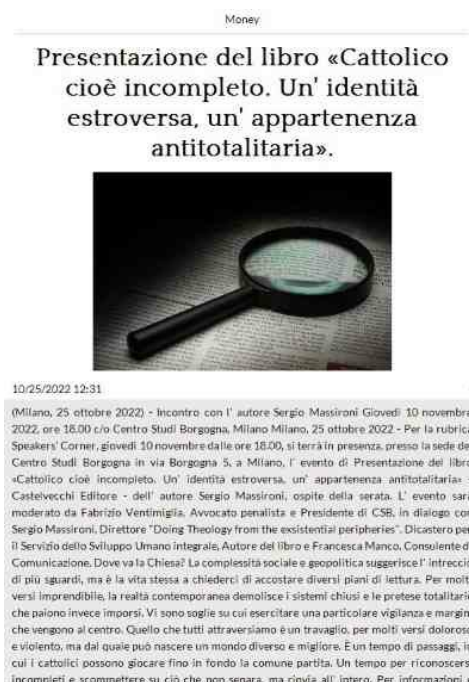 Money
Presentazione del libro «Cattolico
cioè incompleto. Un' identità
estroversa, un' appartenenza
antitotalitaria».
10/25/2022 12:31
(Milano, 25 ottobre 2022) - Incontro con l' autore Sergio Massironi Giovedì 10 novembre
2022, ore 18.00 c/o Centro Studi Borgogna, Milano Milano, 25 ottobre 2022 - Per la rubrica
Speakers' Corner, giovedì 10 novembre dalle ore 18.00, si terrà in presenza, presso la sede del
Centro Studi Borgogna in via Borgogna 5, a Milano, l' evento di Presentazione del libro
«Cattolico cioè incompleto. Un' identità estroversa, un' appartenenza antitotalitaria»
Castelvecchi Editore - dell' autore Sergio Massironi, ospite della serata. L' evento sarà
moderato da Fabrizio Ventimiglia, Avvocato penalista e Presidente di CSB, in dialogo con
Sergio Massironi, Direttore "Doing Theology from the exsistential peripheries". Dicastero per
il Servizio dello Sviluppo Umano integrale, Autore del libro e Francesca Manco, Consulente di
Comunicazione. Dove va la Chiesa? La complessità sociale e geopolitica suggerisce l' intreccio
di più sguardi, ma è la vita stessa a chiederci di accostare diversi piani di lettura. Per molti
versi imprendibile, la realtà contemporanea demolisce i sistemi chiusi e le pretese totalitarie
che paiono invece imporsi. Vi sono soglie su cui esercitare una particolare vigilanza e margini
che vengono al centro. Quello che tutti attraversiamo è un travaglio, per molti versi doloroso
e violento, ma dal quale può nascere un mondo diverso e migliore. È un tempo di passaggi, in
cui i cattolici possono giocare fino in fondo la comune partita. Un tempo per riconoscersi
incompleti e scommettere su ciò che non separa, ma rinvia all' intero. Per informazioni